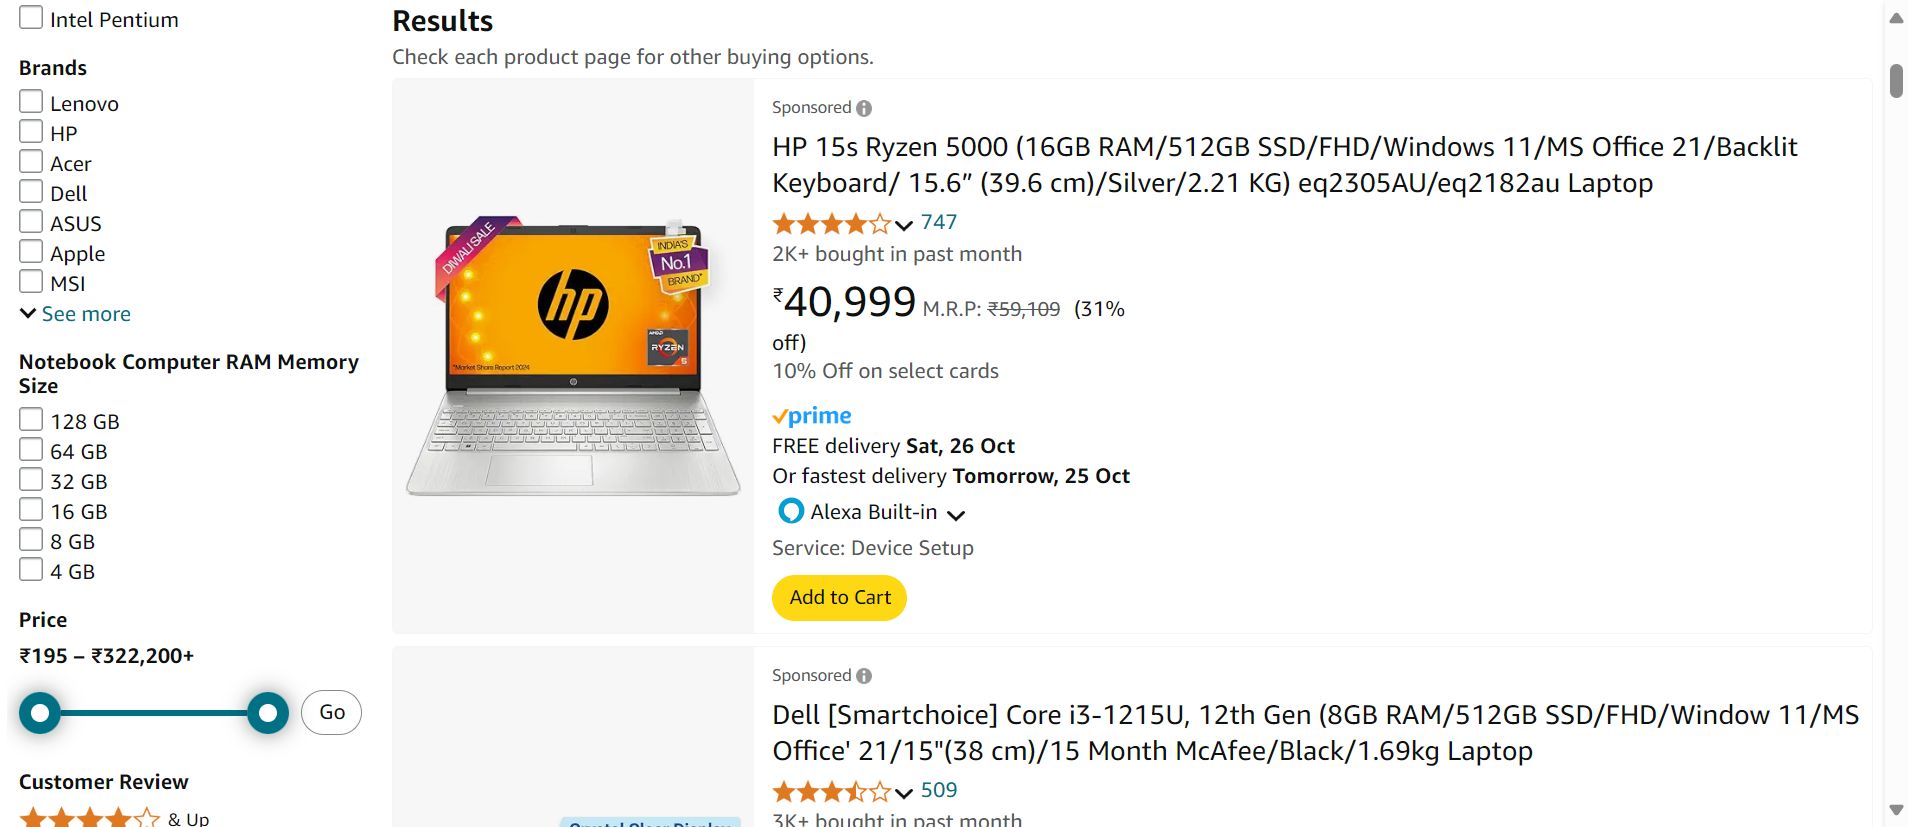 Intel Pentium
Brands
Lenovo
HP
Acer
Dell
ASUS
Apple
MSI
See more
Notebook Computer RAM Memory
Size
128 GB
64 GB
32 GB
16 GB
8 GB
4 GB
Price
₹195 – ₹322,200+
Go
Customer Review
& Up
Results
Check each product page for other buying options.
DIWALI SALE
INDIA'S
No.1
BRAND*
hp
AMD
RYZEN
5
*Market Share Report 2024
Sponsored
HP 15s Ryzen 5000 (16GB RAM/512GB SSD/FHD/Windows 11/MS Office 21/Backlit
Keyboard/ 15.6” (39.6 cm)/Silver/2.21 KG) eq2305AU/eq2182au Laptop
747
2K+ bought in past month
₹40,999 M.R.P: ₹59,109 (31%
off)
10% Off on select cards
prime
FREE delivery Sat, 26 Oct
Or fastest delivery Tomorrow, 25 Oct
Alexa Built-in
Service: Device Setup
Add to Cart
Sponsored
Dell [Smartchoice] Core i3-1215U, 12th Gen (8GB RAM/512GB SSD/FHD/Window 11/MS
Office' 21/15"(38 cm)/15 Month McAfee/Black/1.69kg Laptop
509
3K+ bought in past month
Crystal Clear Display